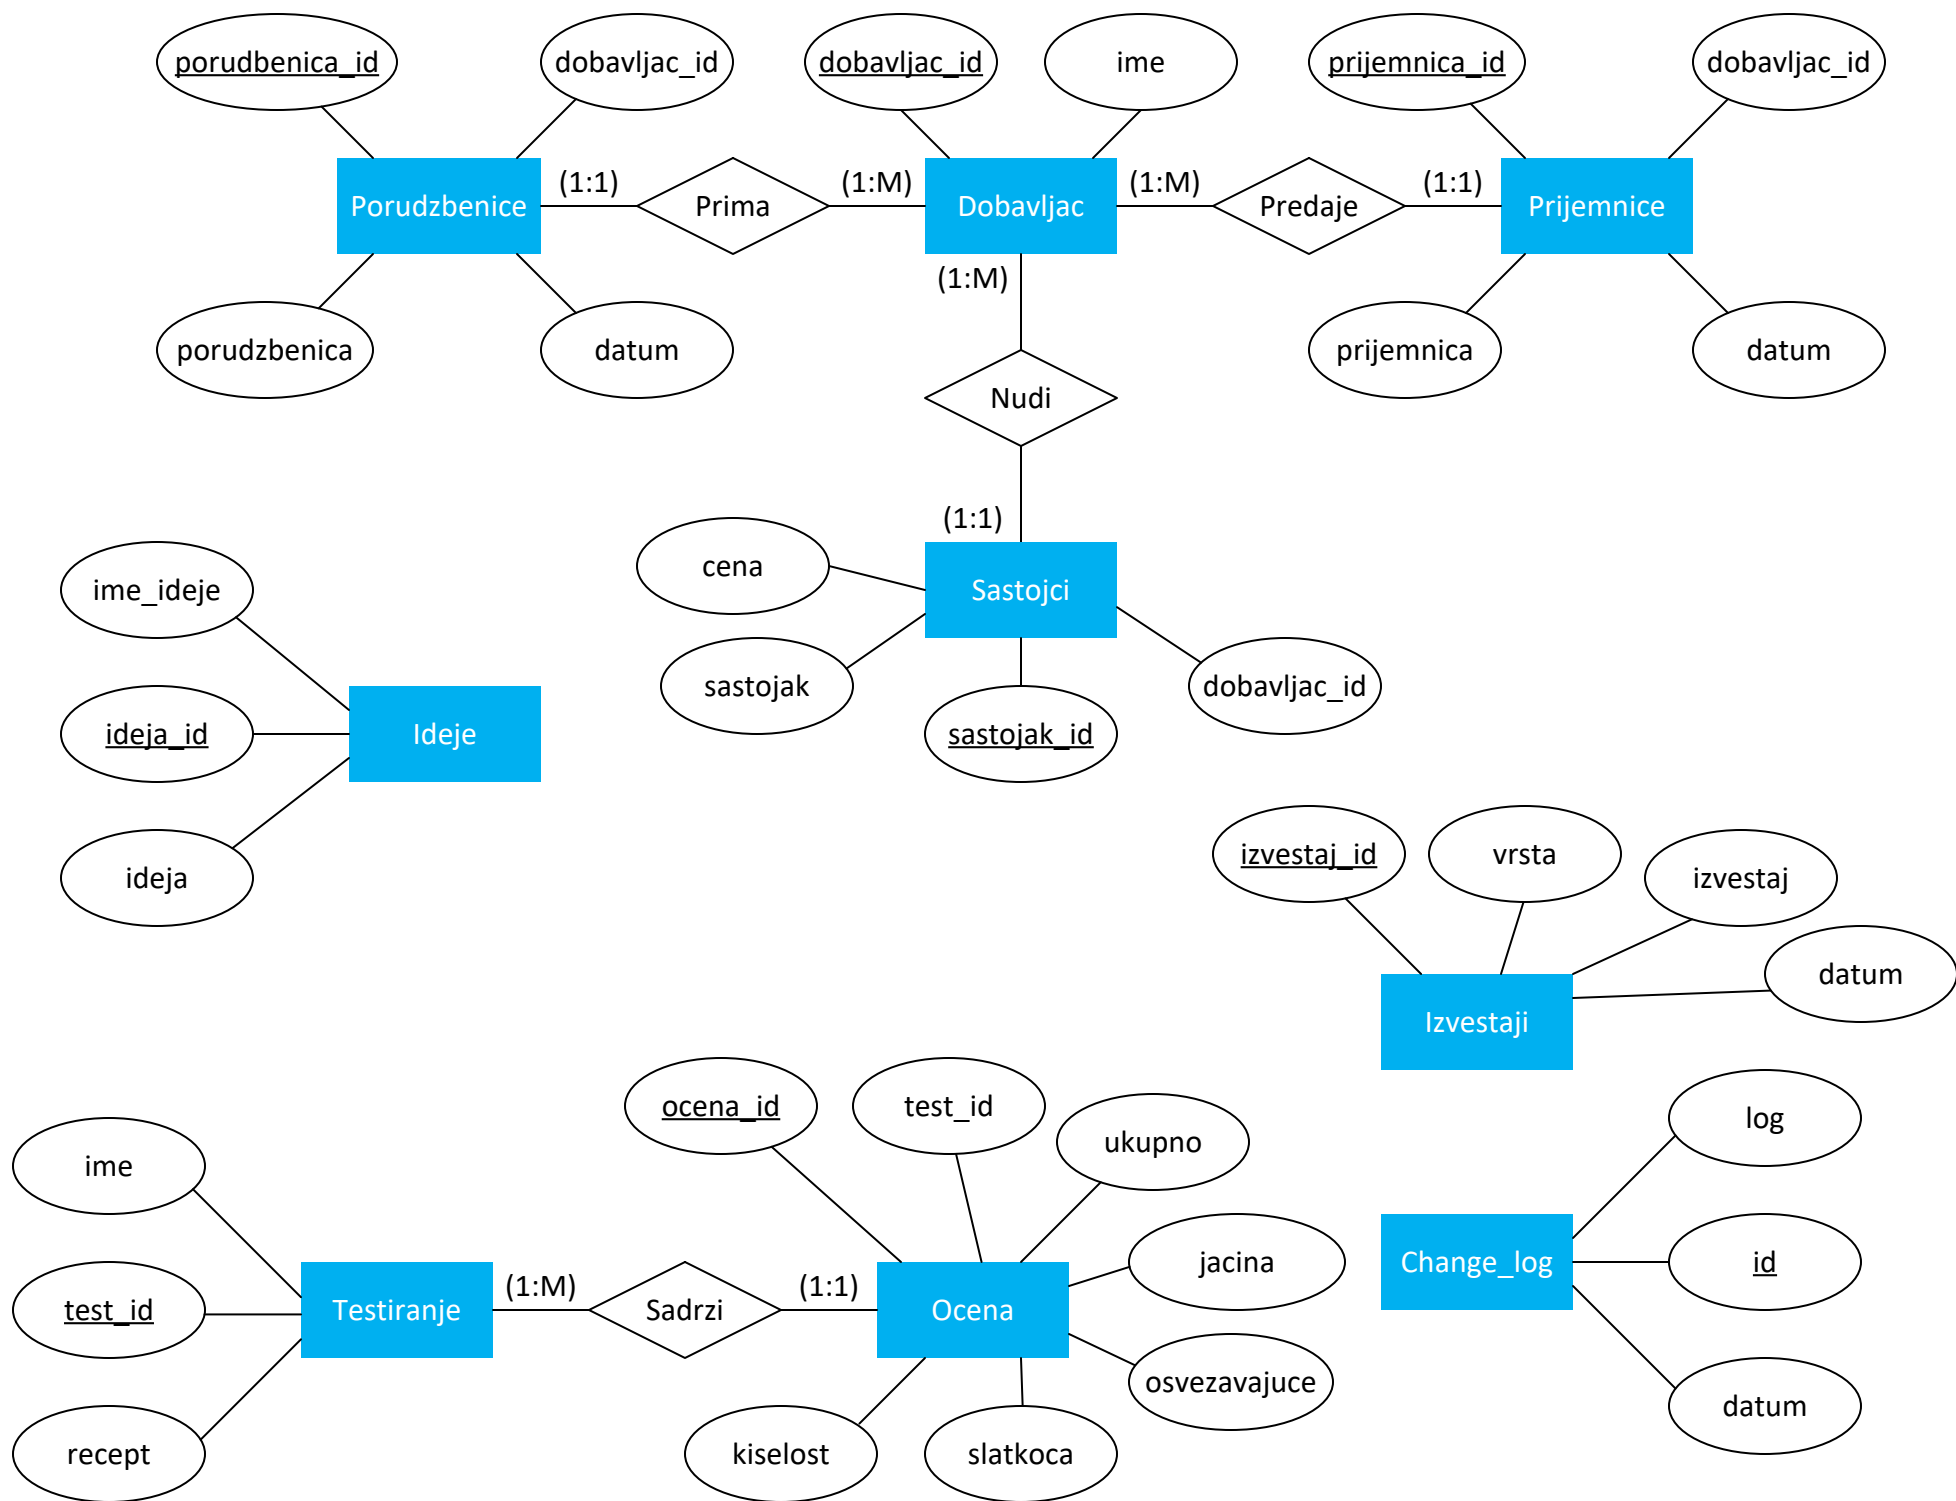 porudbenica_id
dobavljac_id
dobavljac_id
ime
prijemnica_id
dobavljac_id
Porudzbenice
(1:1)
Prima
(1:M)
Dobavljac
(1:M)
Predaje
(1:1)
Prijemnice
(1:M)
porudzbenica
datum
prijemnica
datum
Nudi
(1:1)
cena
Sastojci
sastojak
sastojak_id
dobavljac_id
ime_ideje
ideja_id
Ideje
ideja
izvestaj_id
vrsta
izvestaj
datum
Izvestaji
ocena_id
test_id
ukupno
jacina
osvezavajuce
ime
test_id
recept
Testiranje
(1:M)
Sadrzi
(1:1)
Ocena
kiselost
slatkoca
log
Change_log
id
datum